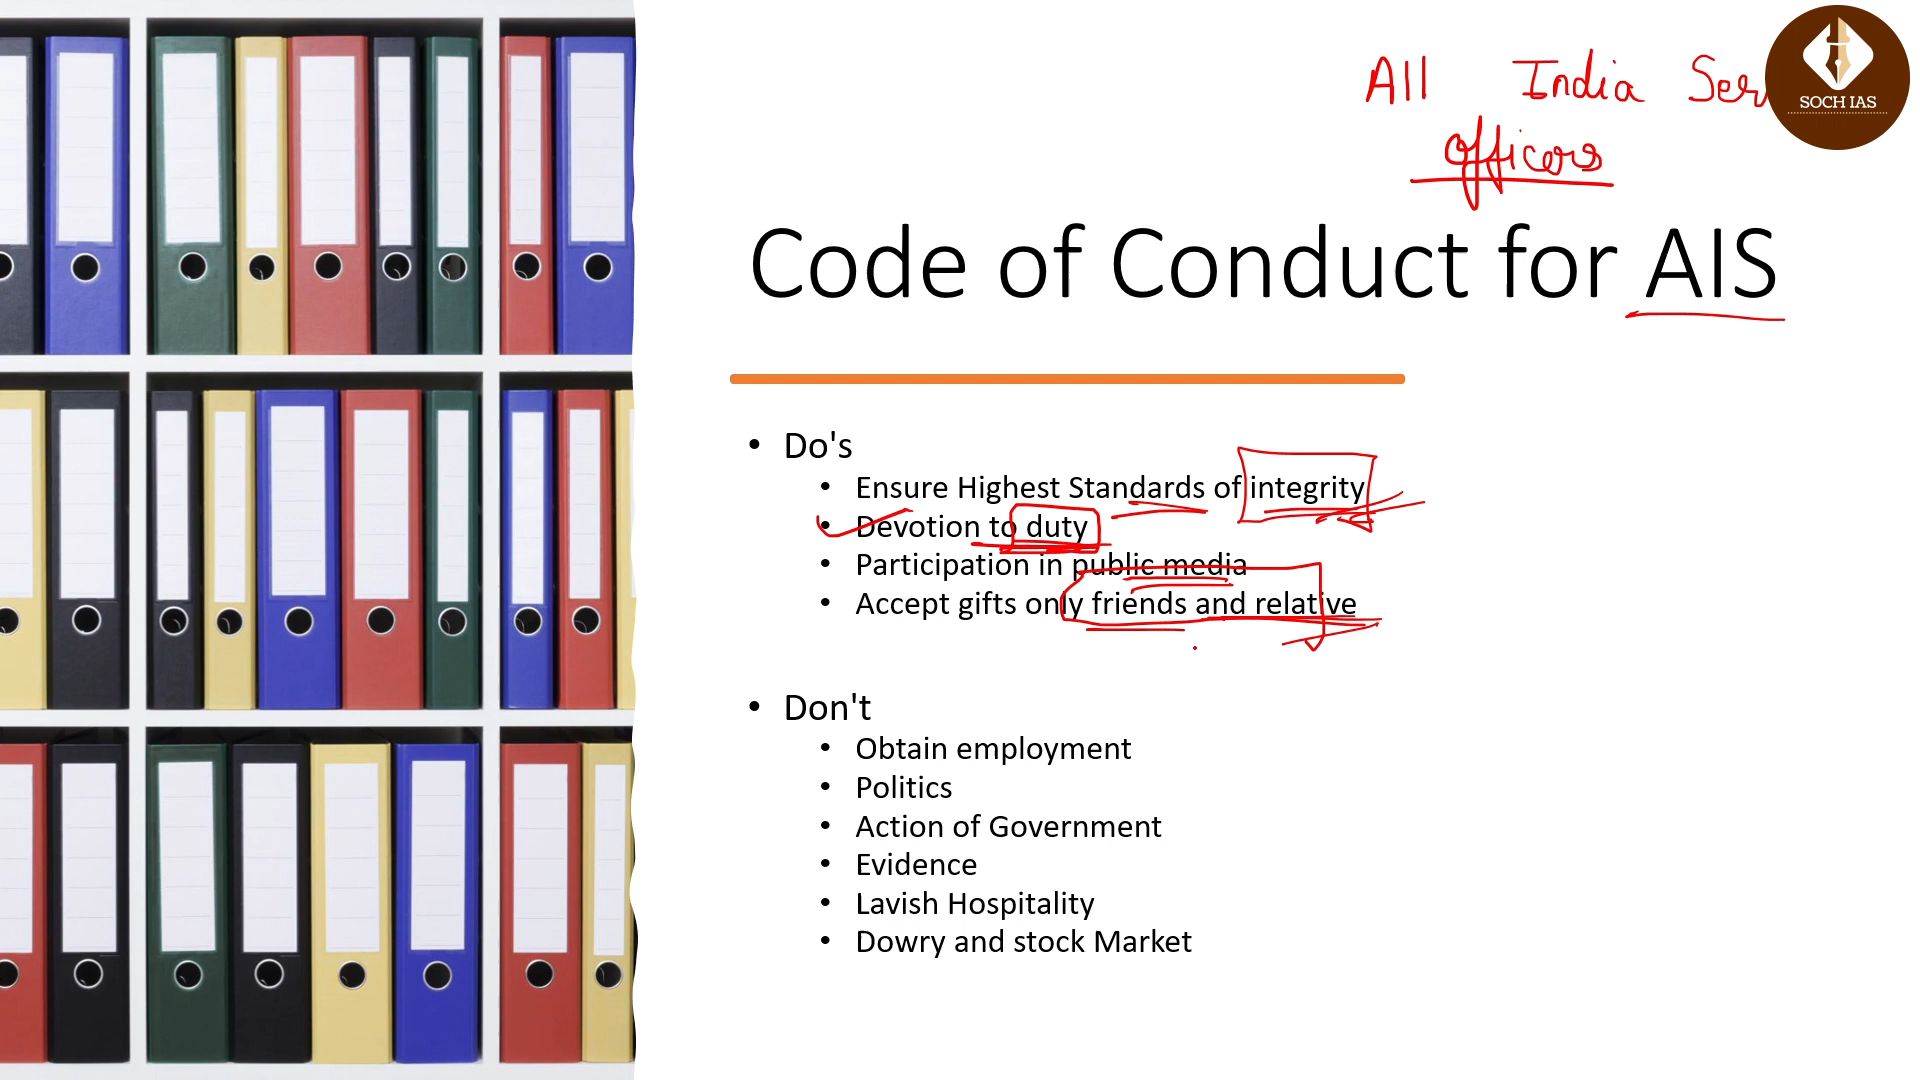 All India Ser
officers
SOCH IAS
Code of Conduct for AIS
• Do's
• Ensure Highest Standards of integrity
• Devotion to duty
• Participation in public media
• Accept gifts only friends and relative
• Don't
• Obtain employment
• Politics
• Action of Government
• Evidence
• Lavish Hospitality
• Dowry and stock Market